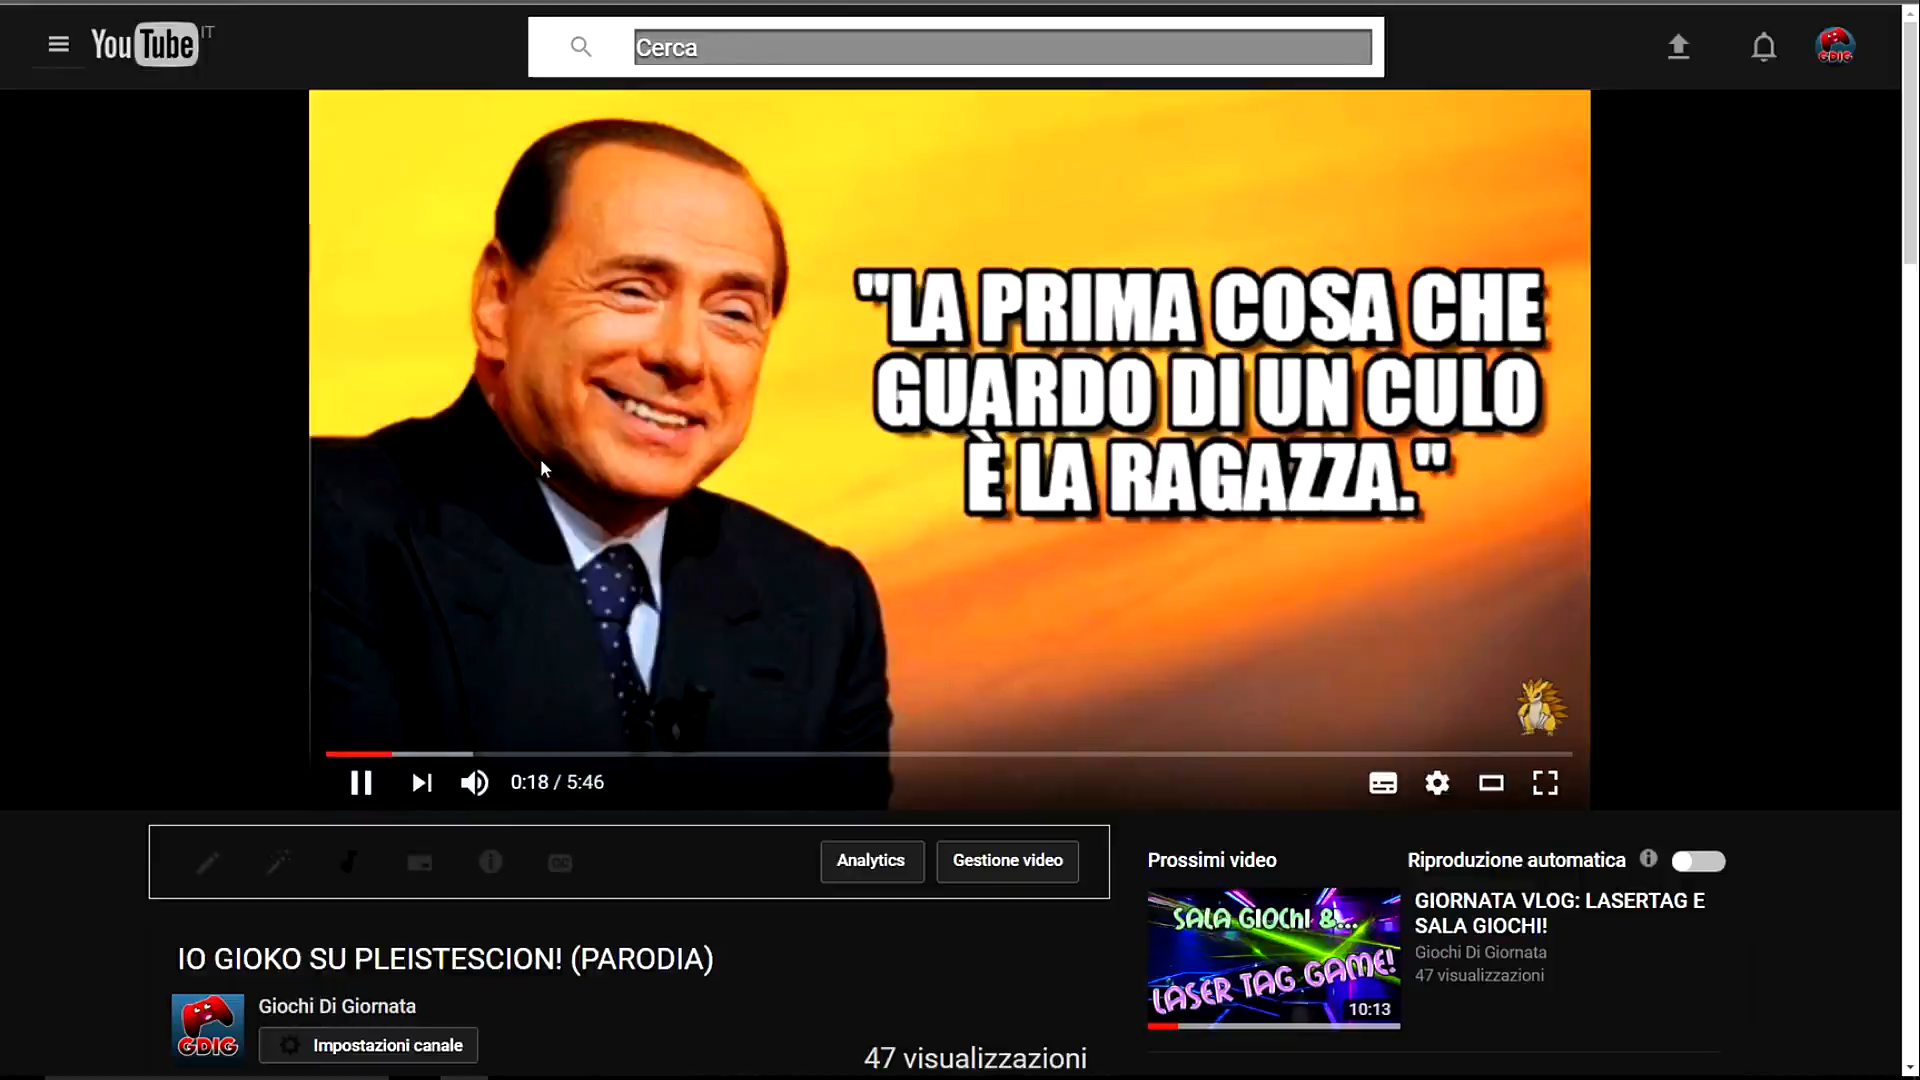 YouTube IT
Cerca
GDIG
"LA PRIMA COSA CHE
GUARDO DI UN CULO
È LA RAGAZZA."
0:18 / 5:46
Analytics
Gestione video
Prossimi video
Riproduzione automatica
SALA GIOCHI &...
LASER TAG GAME!
10:13
GIORNATA VLOG: LASERTAG E
SALA GIOCHI!
Giochi Di Giornata
47 visualizzazioni
IO GIOKO SU PLEISTESCION! (PARODIA)
GDIG
Giochi Di Giornata
Impostazioni canale
47 visualizzazioni